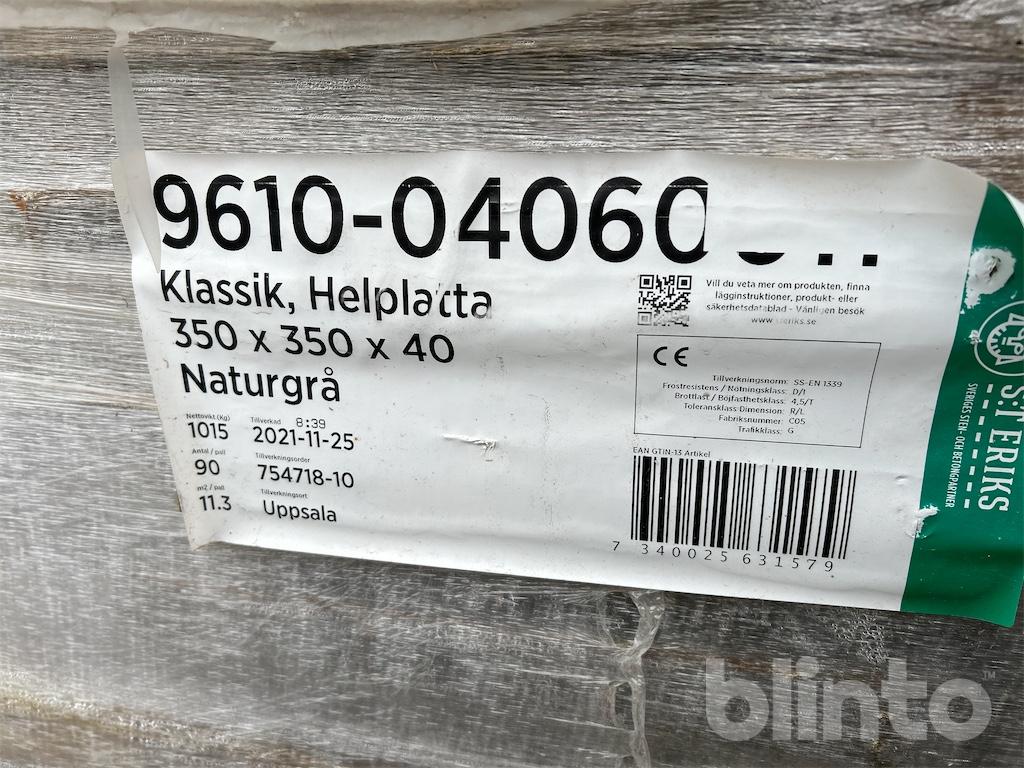 9610-04060
Klassik, Helplatta
350 x 350 x 40
Naturgrå
Nettovikt (Kg)
1015
Tillverkad 8:39
2021-11-25
Antal / pall
90
Tillverkningsorder
754718-10
m2 / pall
11.3
Tillverkningsort
Uppsala
Vill du veta mer om produkten, finna
lägginstruktioner, produkt- eller
säkerhetsdatablad - Vänligen besök
www.steriks.se
CE
Tillverkningsnorm: SS-EN 1339
Frostresistens / Nötningsklass: D/I
Brottlast / Böjfasthetsklass: 4,5/T
Toleransklass Dimension: R/L
Fabriksnummer: C05
Trafikklass: G
EAN GTIN-13 Artikel
7 340025 631579
S:T ERIKS
SVERIGES STEN- OCH BETONGPARTNER
blinto™